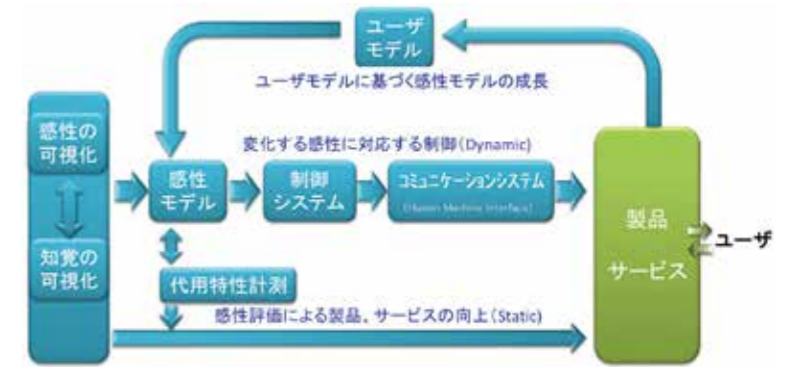 ユーザ
モデル
ユーザモデルに基づく感性モデルの成長
感性の
可視化
変化する感性に対応する制御(Dynamic)
感性
モデル
制御
システム
コミュニケーションシステム
(Human Machine Interface)
製品
サービス
ユーザ
知覚の
可視化
代用特性計測
感性評価による製品、サービスの向上(Static)